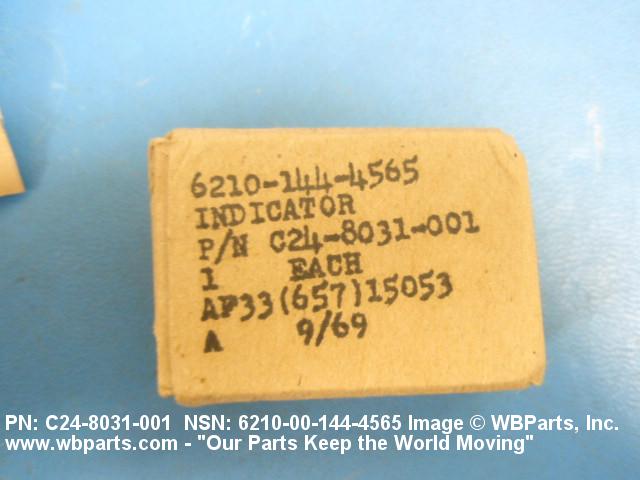 6210-144-4565
INDICATOR
P/N C24-8031-001
1 EACH
AF33(657)15053
A 9/69
PN: C24-8031-001 NSN: 6210-00-144-4565 Image © WBParts, Inc.
www.wbparts.com - "Our Parts Keep the World Moving"